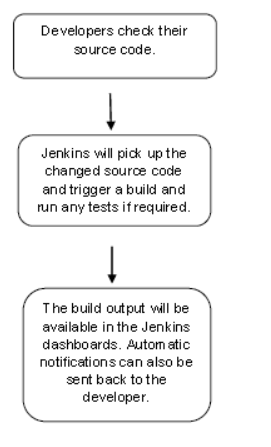 Developers check their
source code.
Jenkins will pick up the
changed source code
and trigger a build and
run any tests if required.
The build output will be
available in the Jenkins
dashboards. Automatic
notifications can also be
sent back to the
developer.